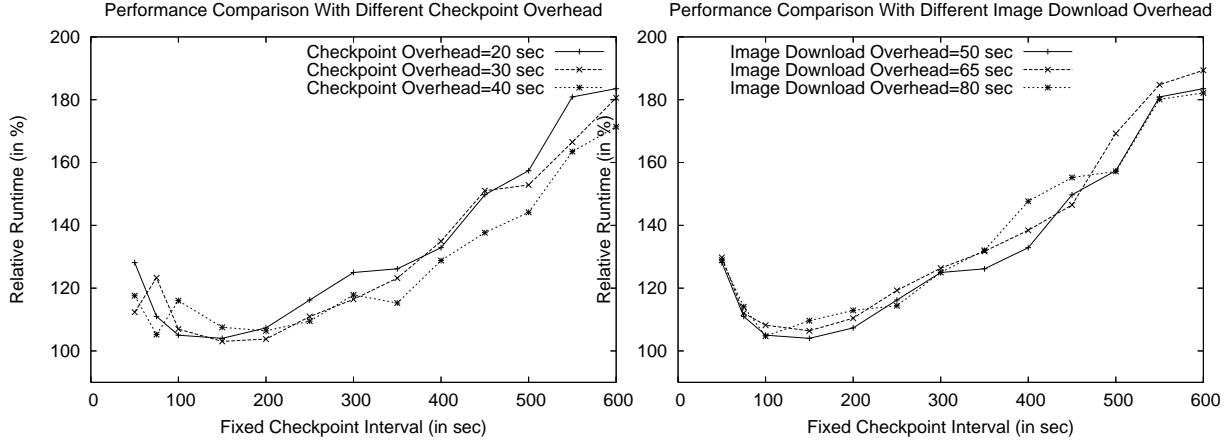 Performance Comparison With Different Checkpoint Overhead
200
180
160
140
120
100
0 100 200 300 400 500 600
Relative Runtime (in %)
Fixed Checkpoint Interval (in sec)
Checkpoint Overhead=20 sec
Checkpoint Overhead=30 sec
Checkpoint Overhead=40 sec
Performance Comparison With Different Image Download Overhead
200
180
160
140
120
100
0 100 200 300 400 500 600
Relative Runtime (in %)
Fixed Checkpoint Interval (in sec)
Image Download Overhead=50 sec
Image Download Overhead=65 sec
Image Download Overhead=80 sec